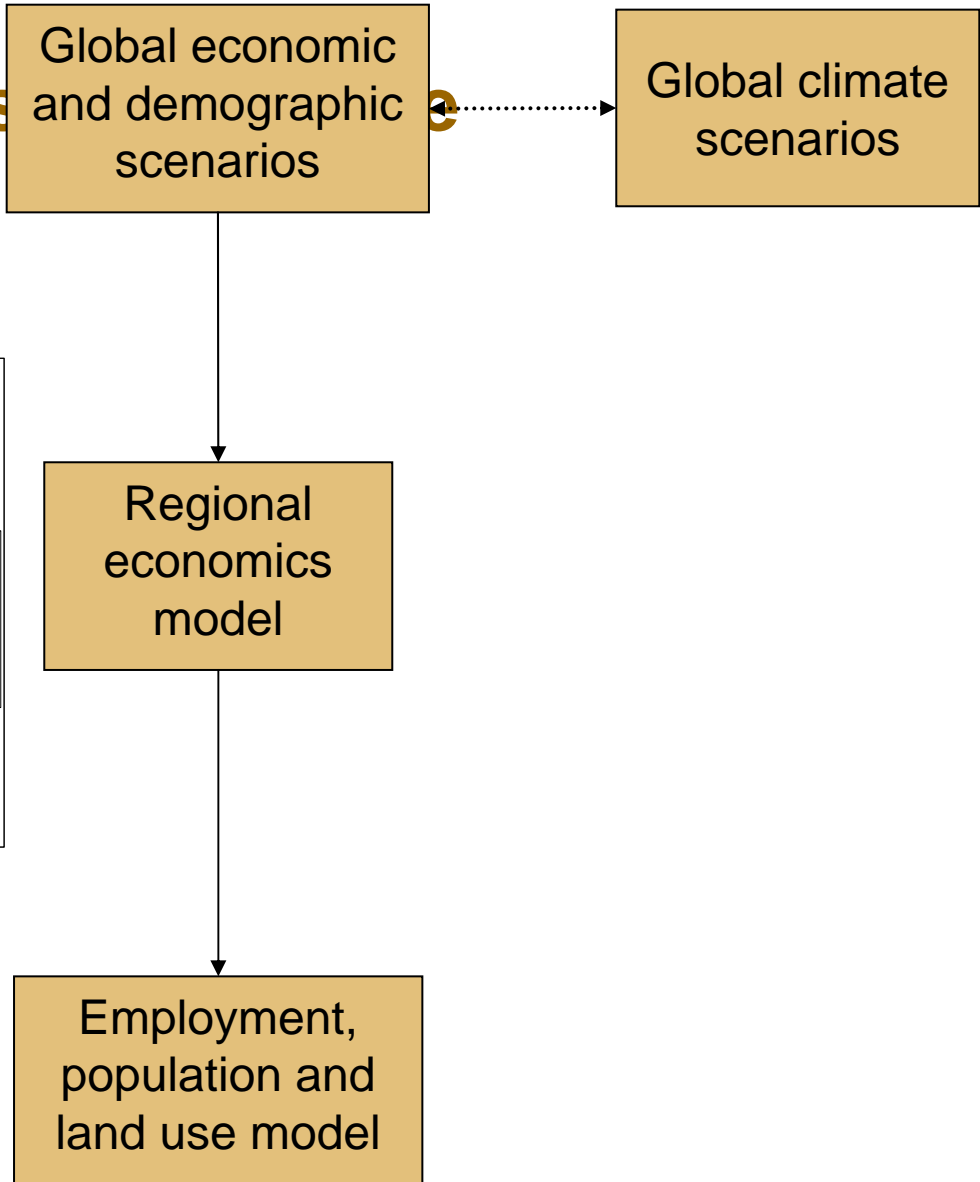 Global economic
and demographic
scenarios
Global climate
scenarios
Regional
economics
model
Employment,
population and
land use model